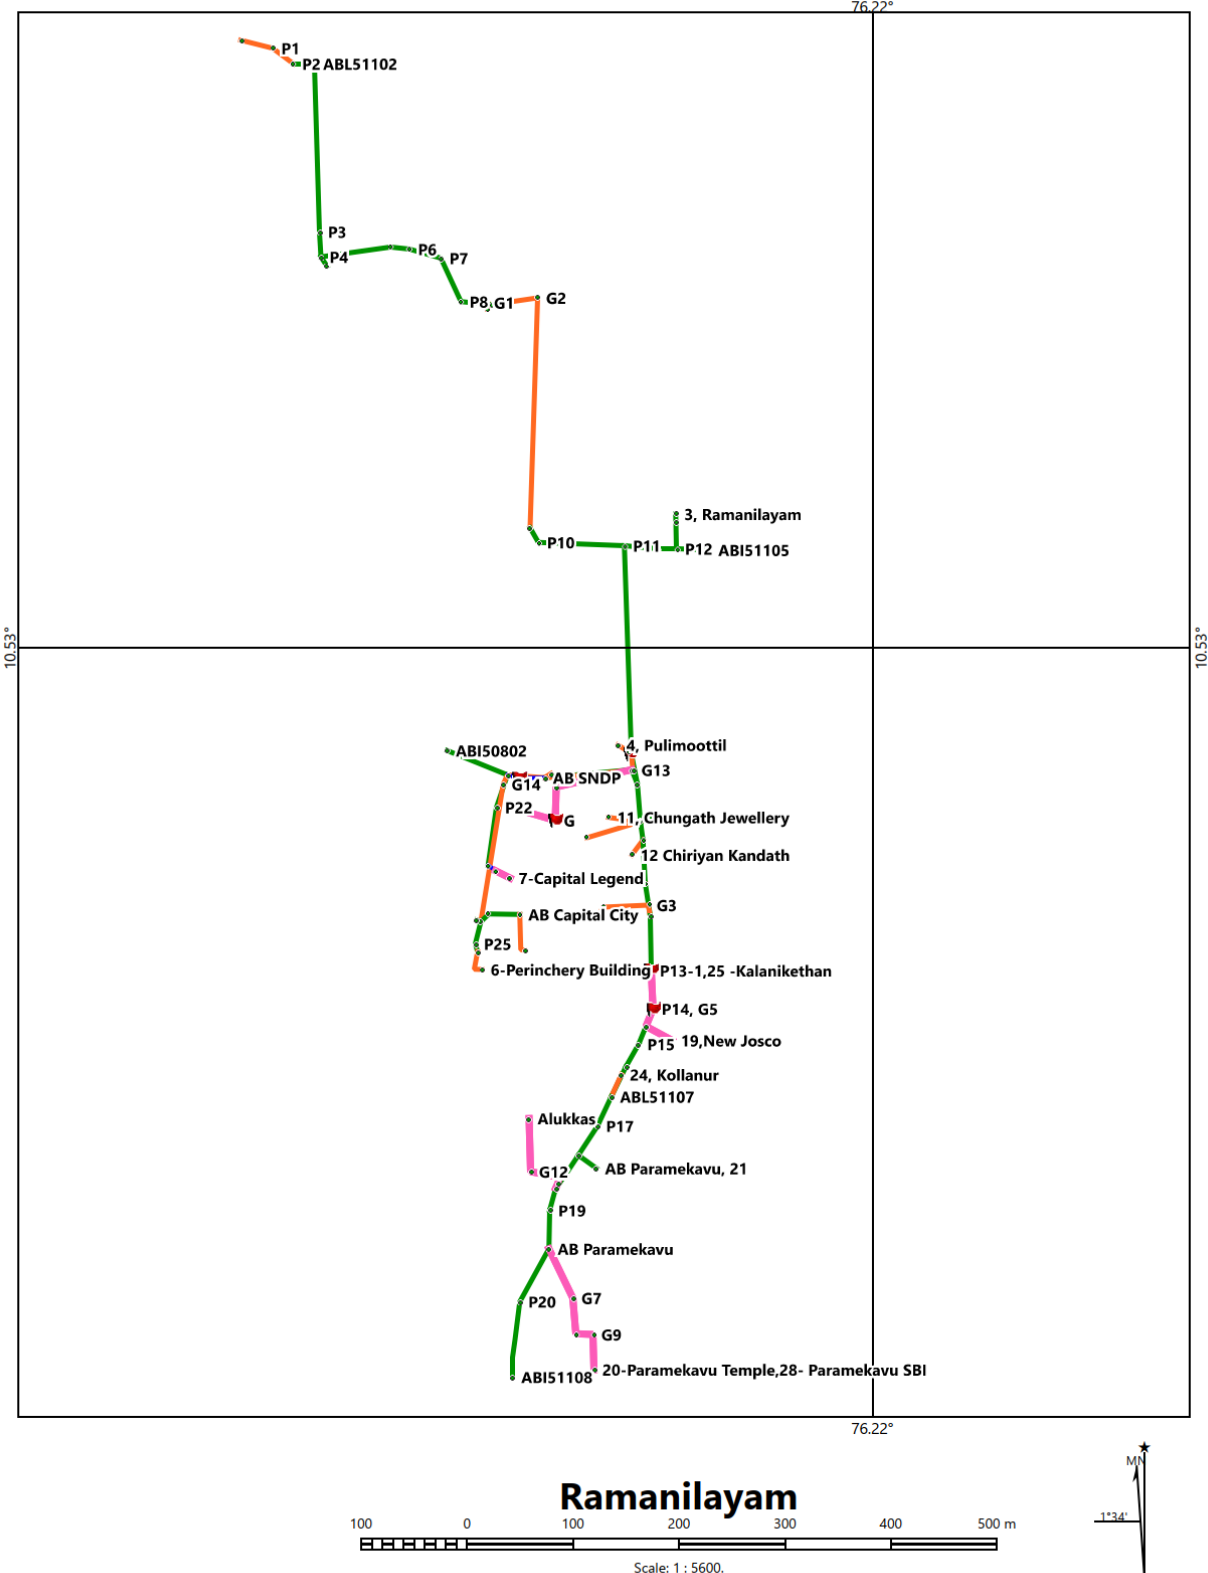 76.22°
P1
P2 ABL51102
P3
P4
P6
P7
P8 G1
G2
3, Ramanilayam
P10
P11
P12 ABI51105
10.53°
10.53°
4, Pulimoottil
ABI50802
G13
AB SNDP
G14
P22
G
11, Chungath Jewellery
12 Chiriyan Kandath
7-Capital Legend
G3
AB Capital City
P25
6-Perinchery Building
P13-1,25 -Kalanikethan
P14, G5
P15
19,New Josco
24, Kollanur
ABL51107
Alukkas
P17
AB Paramekavu, 21
G12
P19
AB Paramekavu
G7
P20
G9
20-Paramekavu Temple,28- Paramekavu SBI
ABI51108
76.22°
MN
Ramanilayam
1°34'
100 0 100 200 300 400 500 m
Scale: 1 : 5600.